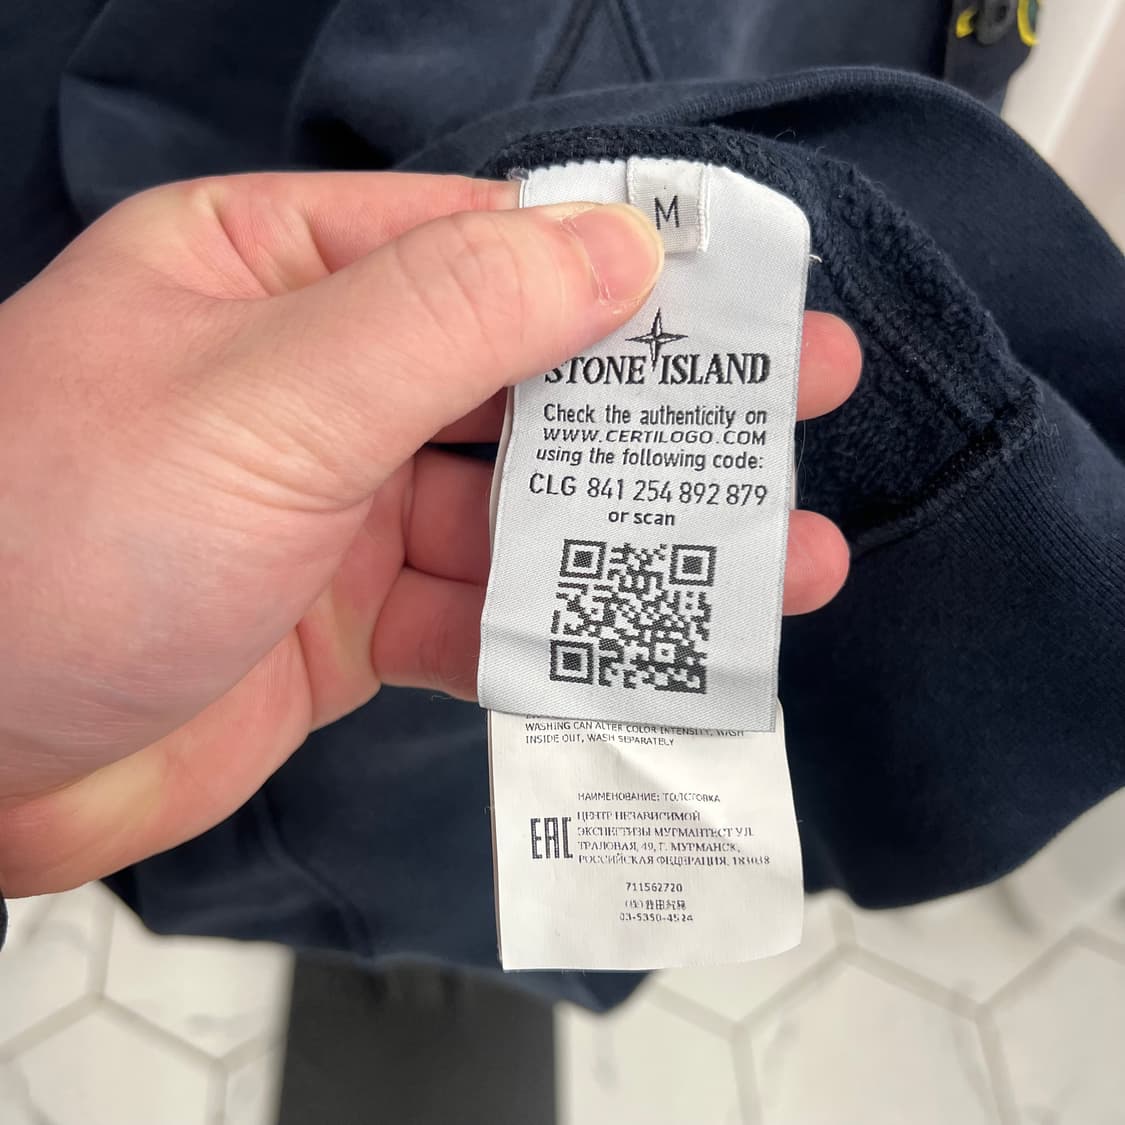 M
STONE ISLAND
Check the authenticity on
WWW.CERTILOGO.COM
using the following code:
CLG 841 254 892 879
or scan
WASHING CAN ALTER COLOR INTENSITY, WASH
INSIDE OUT, WASH SEPARATELY
НАИМЕНОВАНИЕ: ТОЛСТОВКА
EAC
ЦЕНТР НЕЗАВИСИМОЙ
ЭКСПЕРТИЗЫ МУРМАНТЕСТ УЛ.
ТРАЛОВАЯ, 49, Г. МУРМАНСК,
РОССИЙСКАЯ ФЕДЕРАЦИЯ, 183038
711562720
03-5350-4524